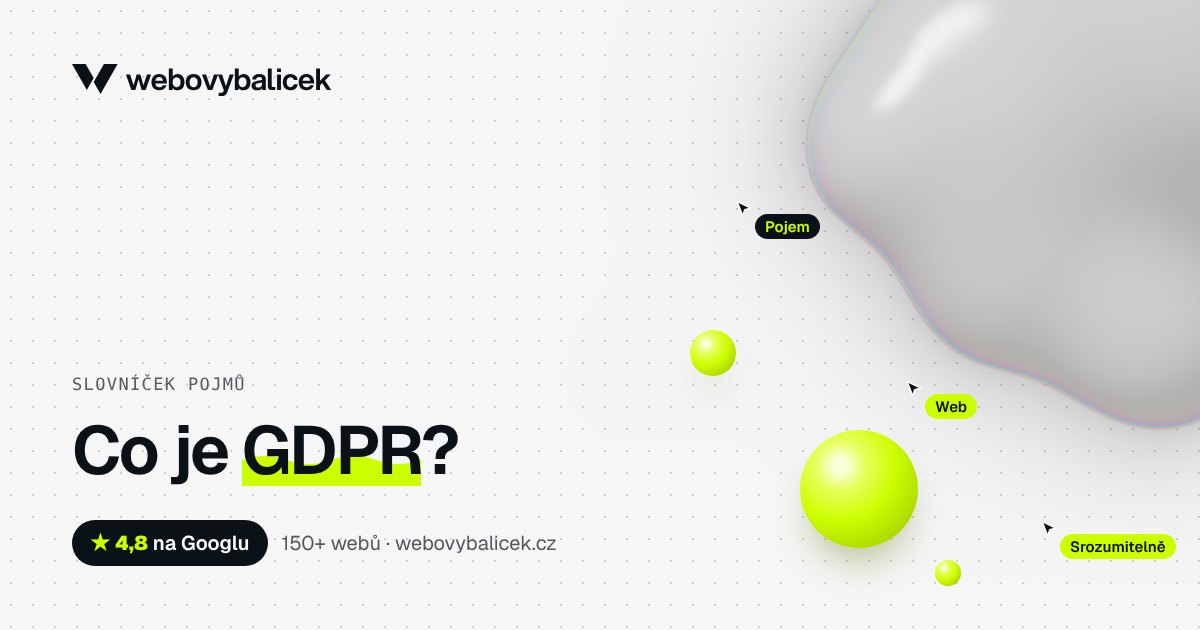 webovybalicek
Pojem
Web
Srozumitelně
SLOVNÍČEK POJMŮ
Co je GDPR?
★ 4,8 na Googlu
150+ webů · webovybalicek.cz